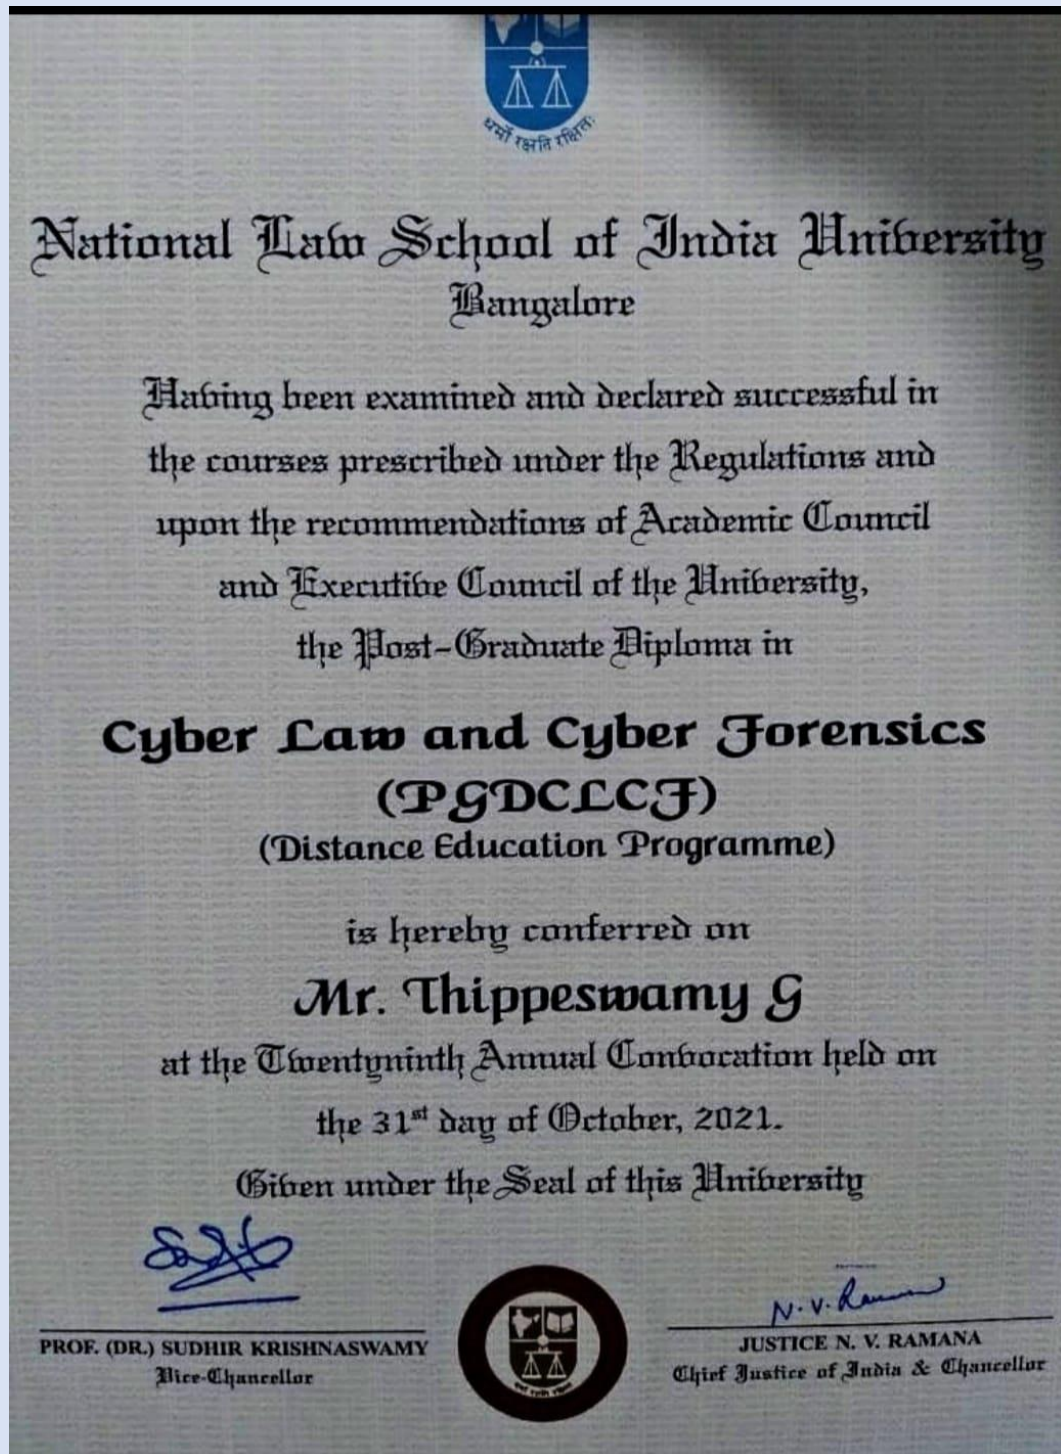 धर्मो रक्षति रक्षितः
National Law School of India University
Bangalore
Having been examined and declared successful in
the courses prescribed under the Regulations and
upon the recommendations of Academic Council
and Executive Council of the University,
the Post-Graduate Diploma in
Cyber Law and Cyber Forensics
(PGDCLCF)
(Distance Education Programme)
is hereby conferred on
Mr. Thippeswamy G
at the Twentyninth Annual Convocation held on
the 31st day of October, 2021.
Given under the Seal of this University
N. V. Ramana
PROF. (DR.) SUDHIR KRISHNASWAMY
Vice-Chancellor
JUSTICE N. V. RAMANA
Chief Justice of India & Chancellor